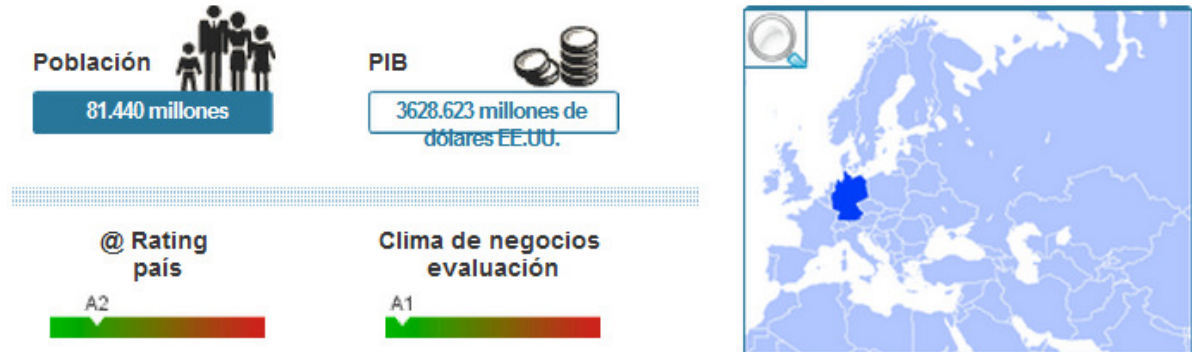 Población
81.440 millones
PIB
3628.623 millones de
dólares EE.UU.
@ Rating
país
A2
Clima de negocios
evaluación
A1